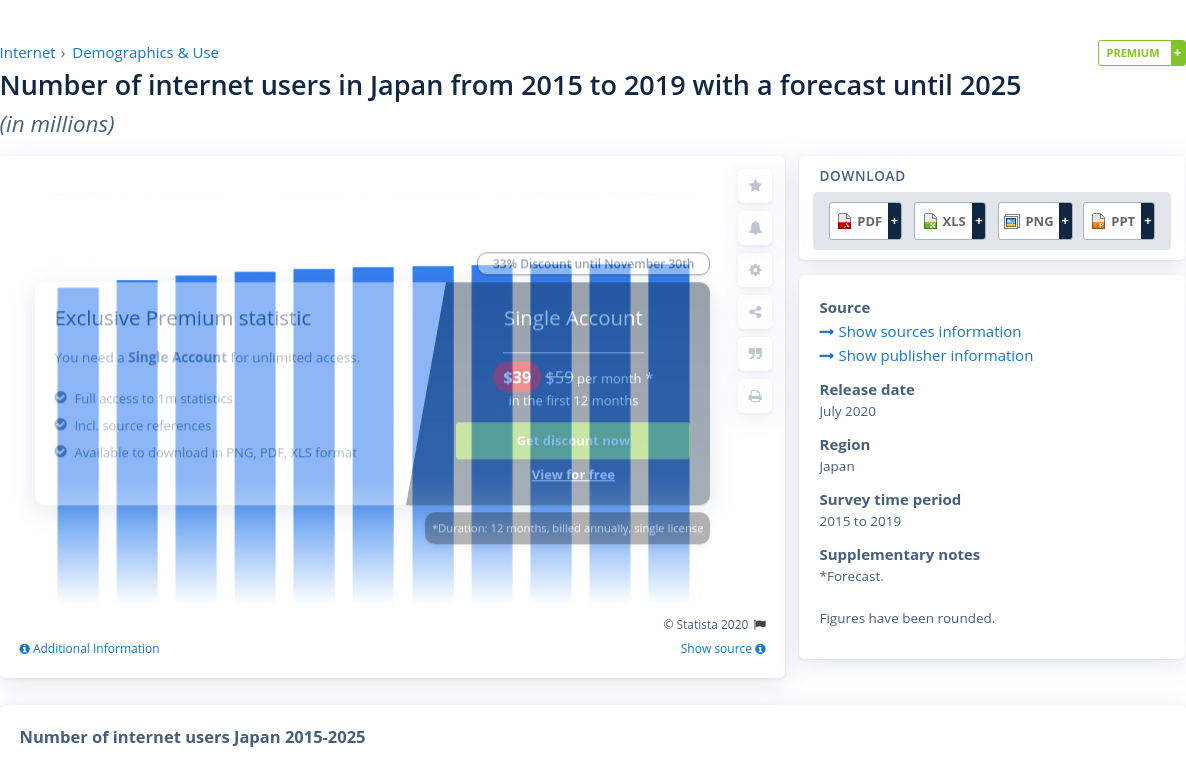 Internet › Demographics & Use
PREMIUM +
Number of internet users in Japan from 2015 to 2019 with a forecast until 2025
(in millions)
33% Discount until November 30th
Exclusive Premium statistic
You need a Single Account for unlimited access.
Full access to 1m statistics
Incl. source references
Available to download in PNG, PDF, XLS format
Single Account
$39 $59 per month *
in the first 12 months
Get discount now
View for free
*Duration: 12 months, billed annually, single license
© Statista 2020
Additional Information
Show source
DOWNLOAD
PDF + XLS + PNG + PPT +
Source
Show sources information
Show publisher information
Release date
July 2020
Region
Japan
Survey time period
2015 to 2019
Supplementary notes
*Forecast.
Figures have been rounded.
Number of internet users Japan 2015-2025